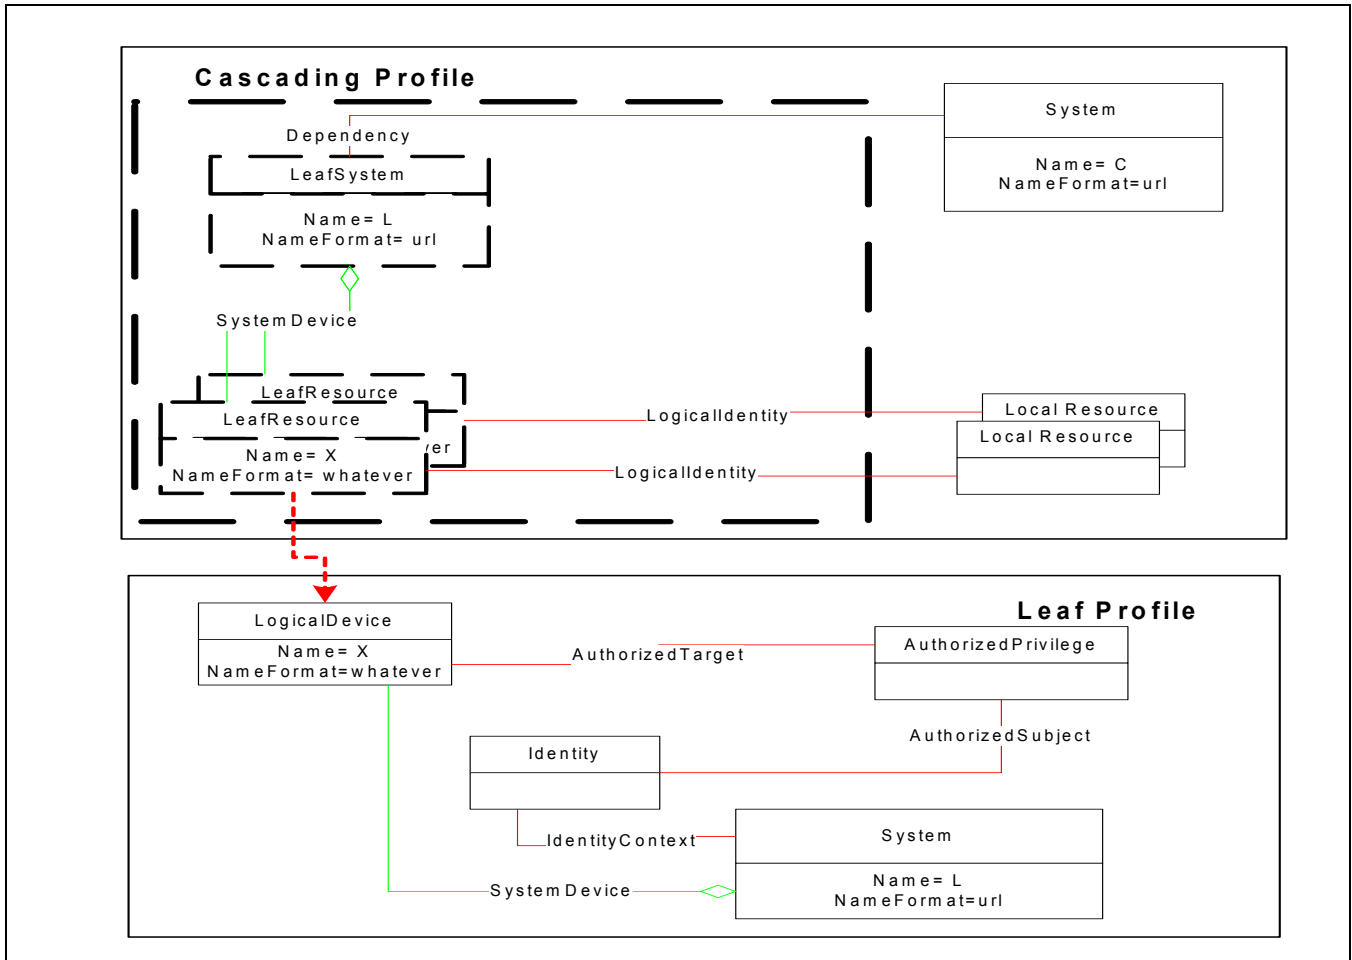 Cascading Profile
System
Name= C
NameFormat=url
Dependency
LeafSystem
Name= L
NameFormat= url
SystemDevice
LeafResource
LeafResource
Name= X
NameFormat= whatever
ver
LogicalIdentity
LogicalIdentity
Local Resource
Local Resource
Leaf Profile
LogicalDevice
Name= X
NameFormat=whatever
AuthorizedTarget
AuthorizedPrivilege
AuthorizedSubject
Identity
IdentityContext
System
Name= L
NameFormat=url
SystemDevice